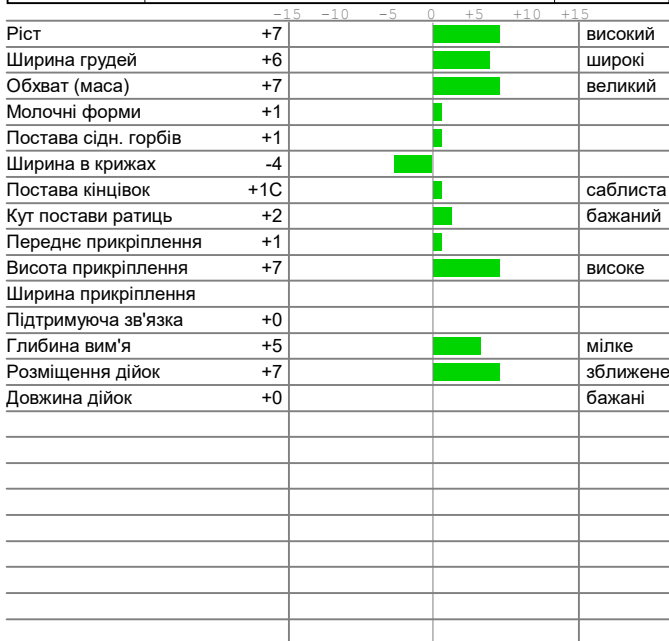 -15 -10 -5 0 +5 +10 +15
Ріст +7 високий
Ширина грудей +6 широкі
Обхват (маса) +7 великий
Молочні форми +1
Постава сідн. горбів +1
Ширина в крижах -4
Постава кінцівок +1C саблиста
Кут постави ратиць +2 бажаний
Переднє прикріплення +1
Висота прикріплення +7 високе
Ширина прикріплення
Підтримуюча зв'язка +0
Глибина вим'я +5 мілке
Розміщення дійок +7 зближене
Довжина дійок +0 бажані